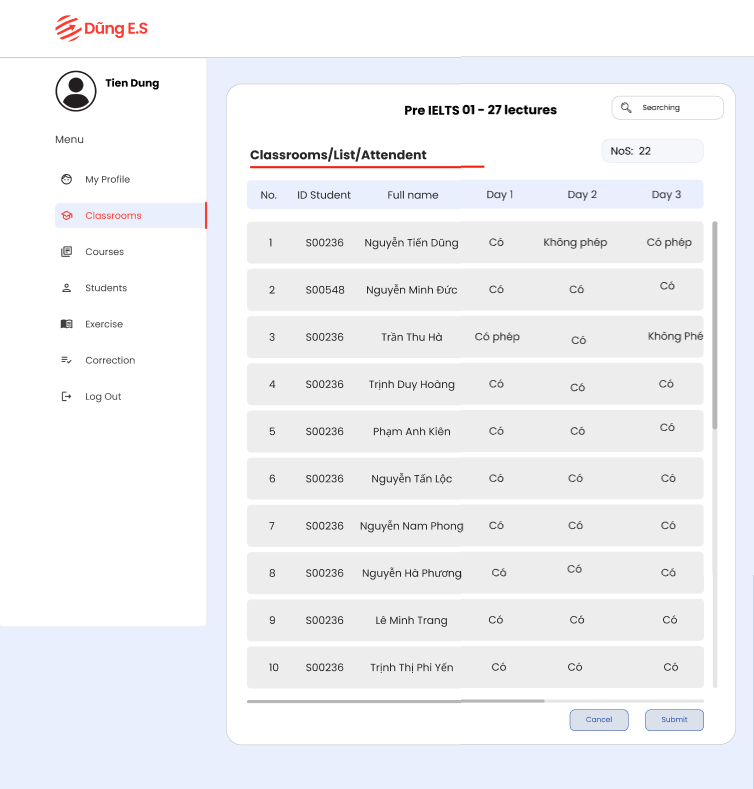 Dũng E.S
Tien Dung
Menu
My Profile
Classrooms
Courses
Students
Exercise
Correction
Log Out
Pre IELTS 01 - 27 lectures
Searching
Classrooms/List/Attendent
NoS: 22
No. ID Student Full name Day 1 Day 2 Day 3
1 S00236 Nguyễn Tiến Dũng Có Không phép Có phép
2 S00548 Nguyễn Minh Đức Có Có Có
3 S00236 Trần Thu Hà Có phép Có Không Phé
4 S00236 Trịnh Duy Hoàng Có Có Có
5 S00236 Phạm Anh Kiên Có Có Có
6 S00236 Nguyễn Tấn Lộc Có Có Có
7 S00236 Nguyễn Nam Phong Có Có Có
8 S00236 Nguyễn Hà Phương Có Có Có
9 S00236 Lê Minh Trang Có Có Có
10 S00236 Trịnh Thị Phi Yến Có Có Có
Cancel Submit